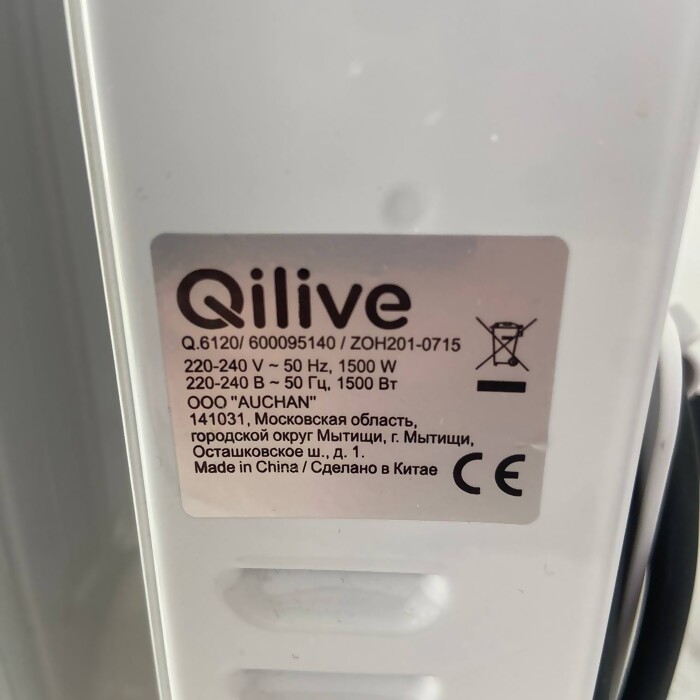 Qilive
Q.6120/ 600095140 / ZOH201-0715
220-240 V ~ 50 Hz, 1500 W
220-240 В ~ 50 Гц, 1500 Вт
ООО "AUCHAN"
141031, Московская область,
городской округ Мытищи, г. Мытищи,
Осташковское ш., д. 1.
Made in China / Сделано в Китае
CE